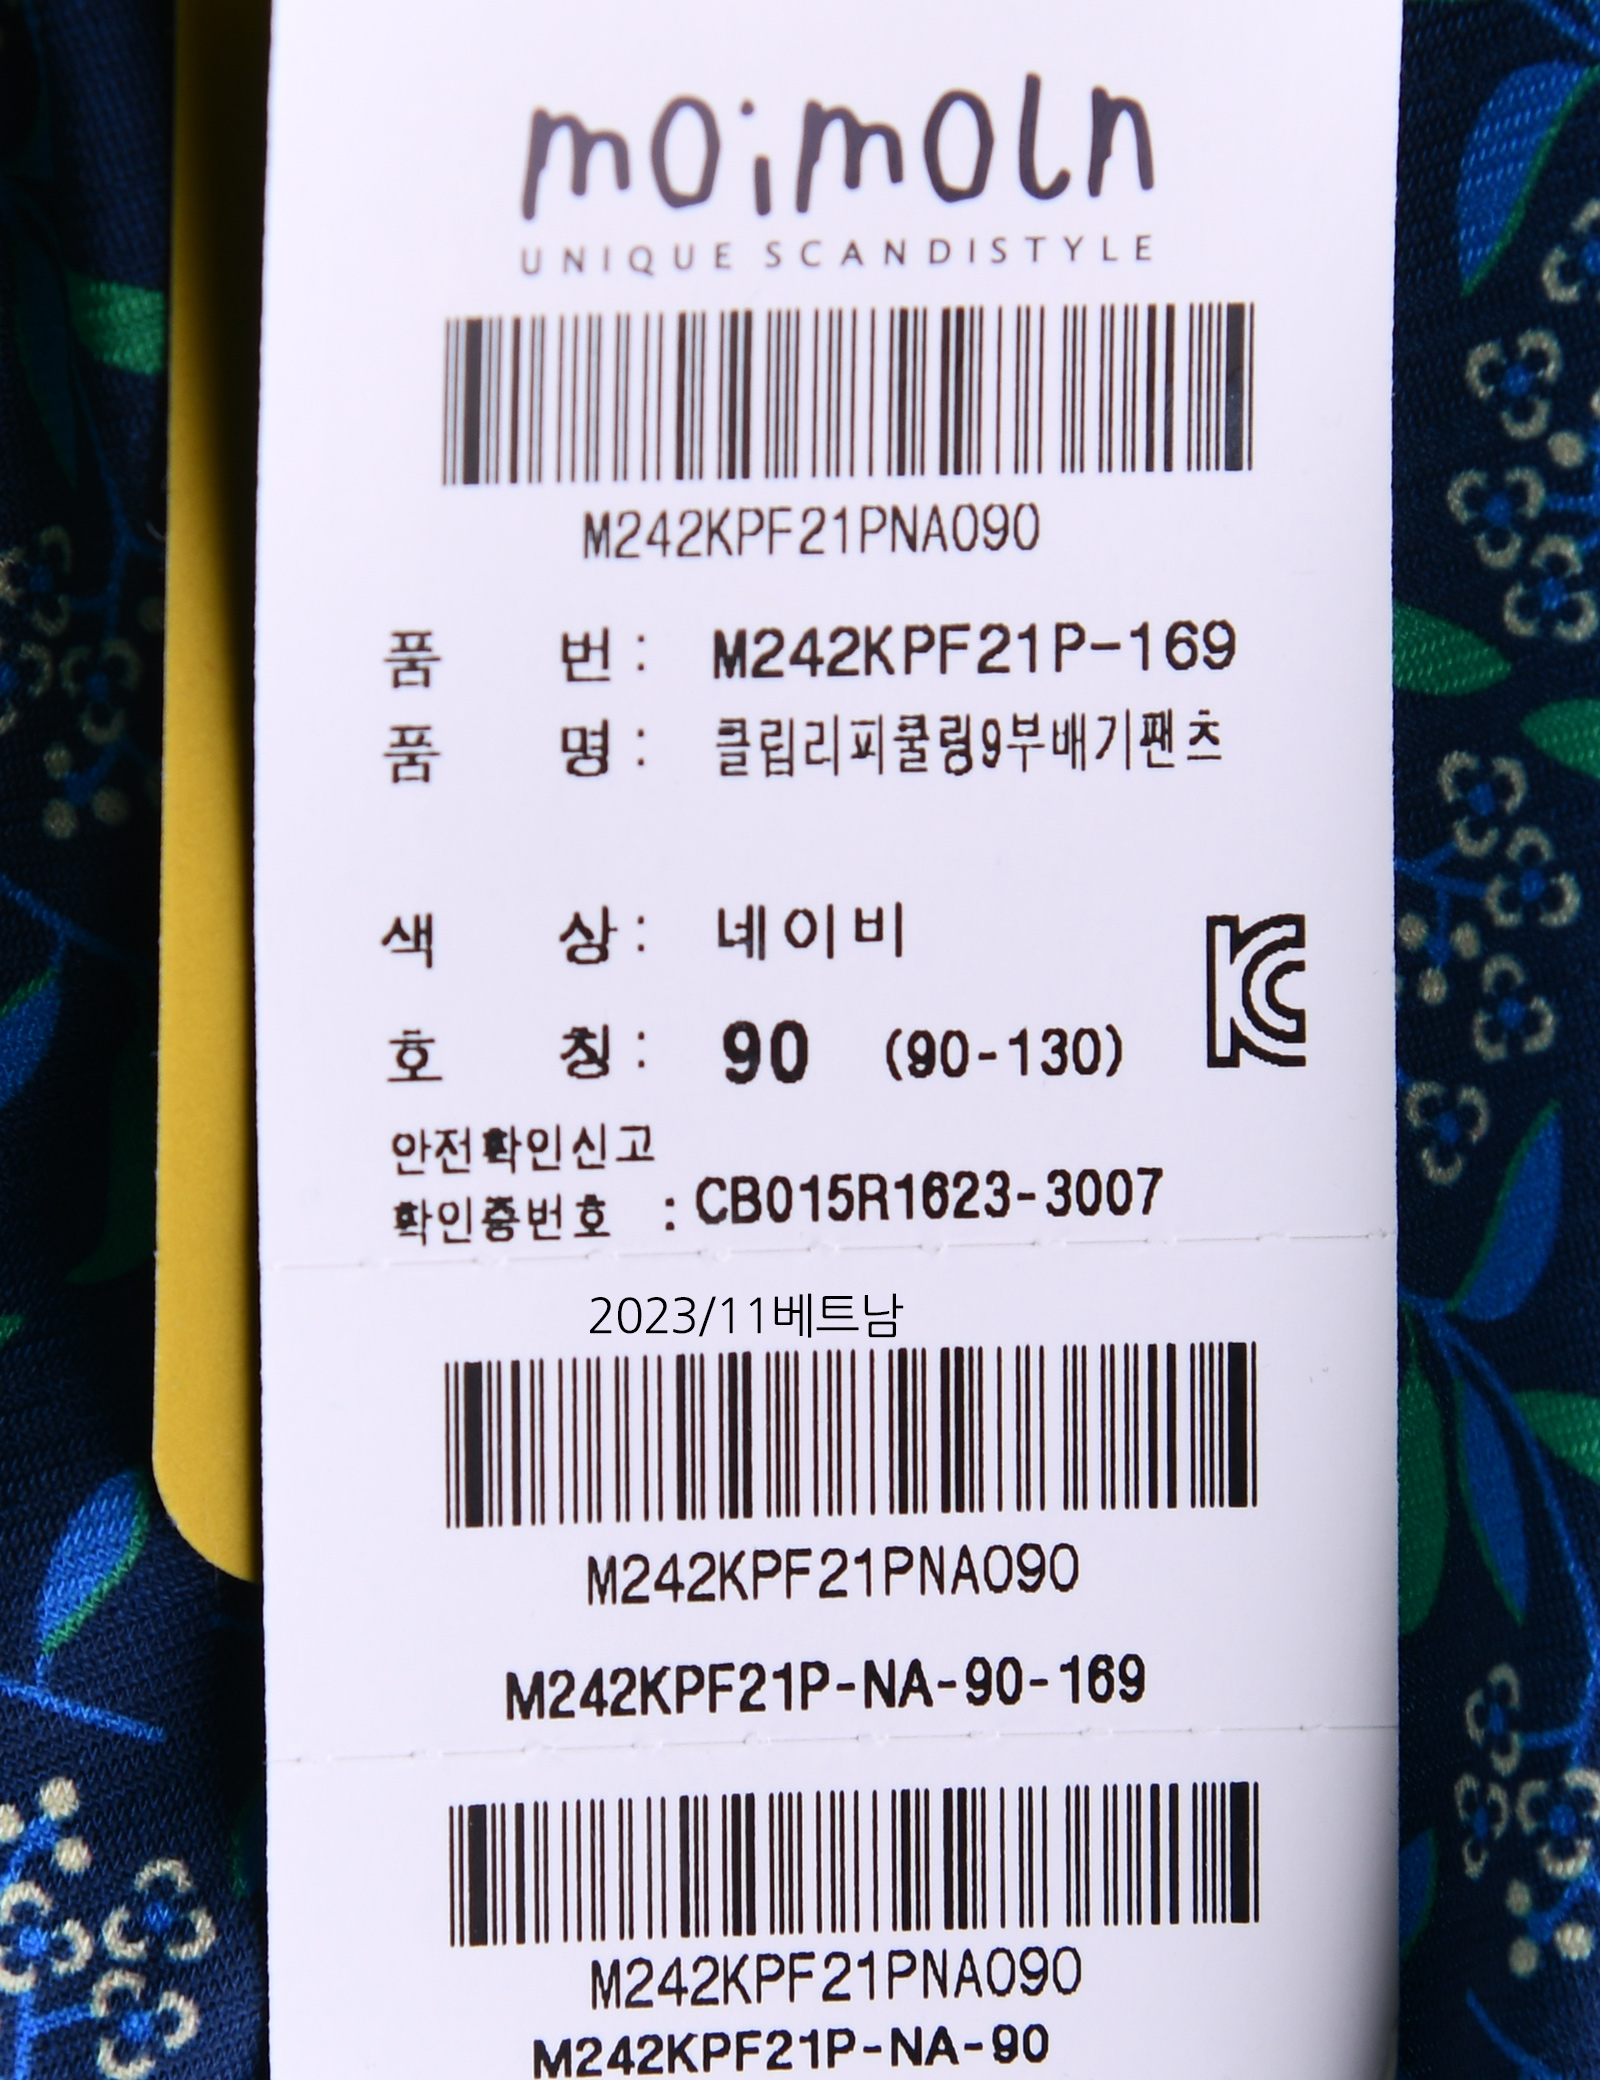 moimoln
UNIQUE SCANDISTYLE
M242KPF21PNA090
품 번 : M242KPF21P-169
품 명 : 클립리피쿨링9부배기팬츠
색 상 : 네이비
호 칭 : 90 (90-130)
안전확인신고
확인증번호 : CB015R1623-3007
2023/11베트남
M242KPF21PNA090
M242KPF21P-NA-90-169
M242KPF21PNA090
M242KPF21P-NA-90